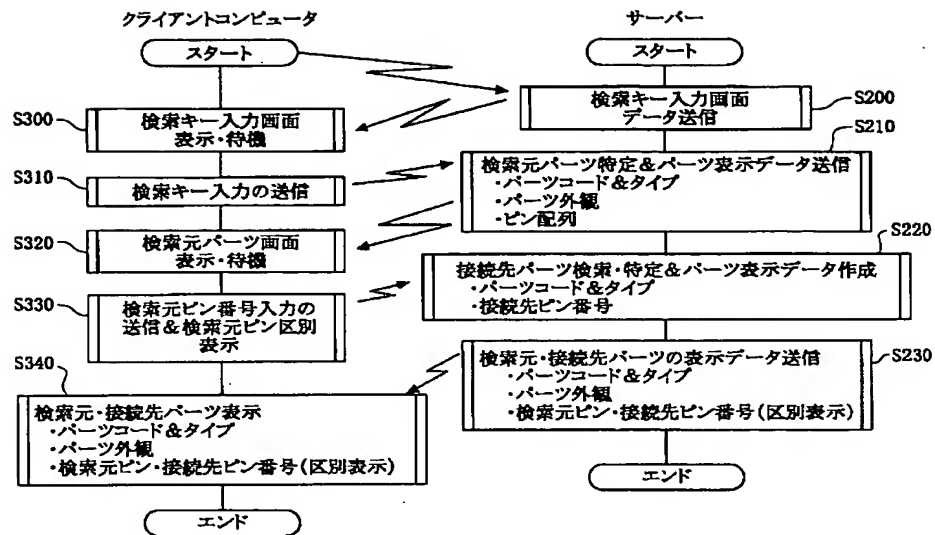 クライアントコンピュータ
スタート
S300
検索キー入力画面
表示・待機
S310
検索キー入力の送信
S320
検索元パーツ画面
表示・待機
S330
検索元ピン番号入力の
送信＆検索元ピン区別
表示
S340
検索元・接続先パーツ表示
・パーツコード＆タイプ
・パーツ外観
・検索元ピン・接続先ピン番号(区別表示)
エンド
サーバー
スタート
検索キー入力画面
データ送信
S200
S210
検索元パーツ特定＆パーツ表示データ送信
・パーツコード＆タイプ
・パーツ外観
・ピン配列
S220
接続先パーツ検索・特定＆パーツ表示データ作成
・パーツコード＆タイプ
・接続先ピン番号
検索元・接続先パーツの表示データ送信
S230
・パーツコード＆タイプ
・パーツ外観
・検索元ピン・接続先ピン番号(区別表示)
エンド